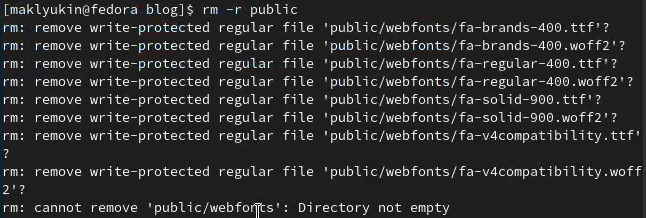 [maklyukin@fedora blog]$ rm -r public
rm: remove write-protected regular file 'public/webfonts/fa-brands-400.ttf'?
rm: remove write-protected regular file 'public/webfonts/fa-brands-400.woff2'?
rm: remove write-protected regular file 'public/webfonts/fa-regular-400.ttf'?
rm: remove write-protected regular file 'public/webfonts/fa-regular-400.woff2'?
rm: remove write-protected regular file 'public/webfonts/fa-solid-900.ttf'?
rm: remove write-protected regular file 'public/webfonts/fa-solid-900.woff2'?
rm: remove write-protected regular file 'public/webfonts/fa-v4compatibility.ttf'
?
rm: remove write-protected regular file 'public/webfonts/fa-v4compatibility.woff
2'?
rm: cannot remove 'public/webfonts': Directory not empty